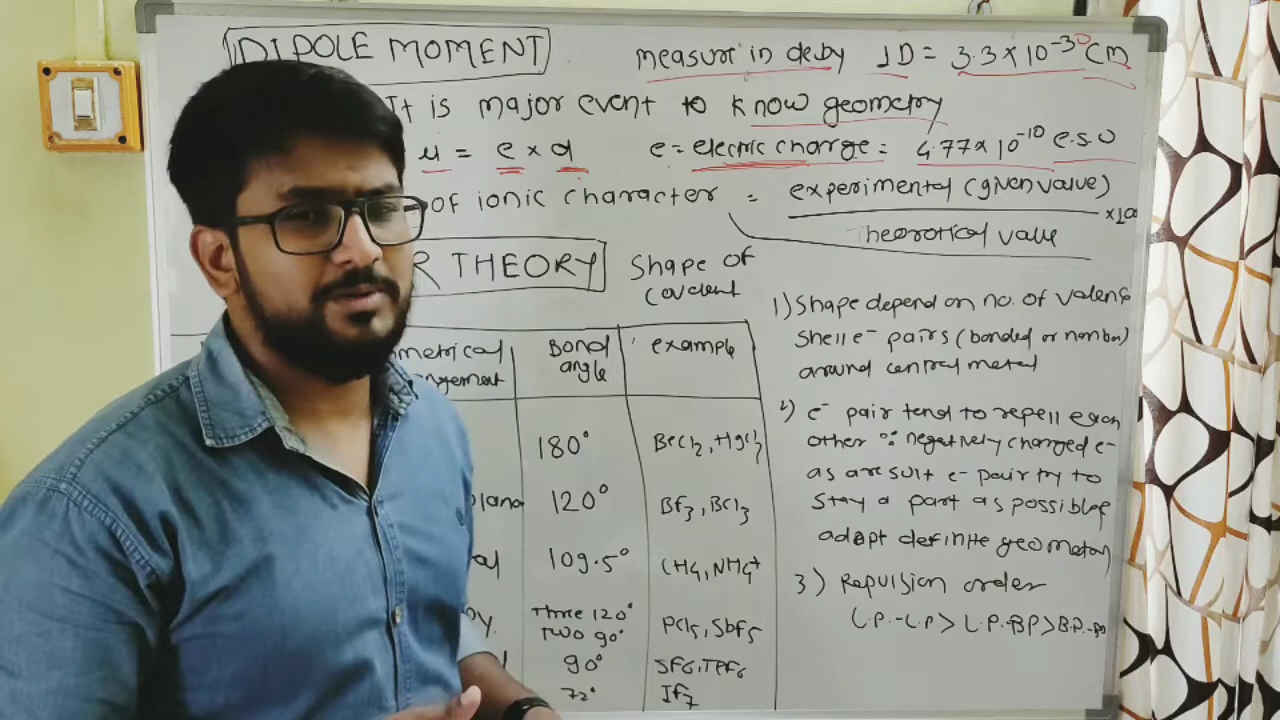 DIPOLE MOMENT
measure in deby 1D = 3.3×10⁻³⁰ Cm
It is major event to know geometry
μ = e × d e = electric charge = 4.77×10⁻¹⁰ e.s.u
of ionic character = experimental (given value)
×100
Theorotical value
R THEORY
Shape of
covalent
metrical
Bond
angle
example
180° BeCl₂, HgCl₂
plana 120° Bf₃, BCl₃
al 109.5° CH₄, NH₄⁺
py. Three 120°
Two 90° PCl₅, Sbf₅
90° SF₆,
72° If₇
1) Shape depend on no. of valence
shell e⁻ pairs (bonded or nonbon)
around central metal
2) e⁻ pair tend to repell each
other ∵ negatively charged e⁻
as a result e⁻ pair try to
stay a part as possible
adopt definite geometry
3) Repulsion order
L.P.-L.P > L.P.-BP > B.P.-BP